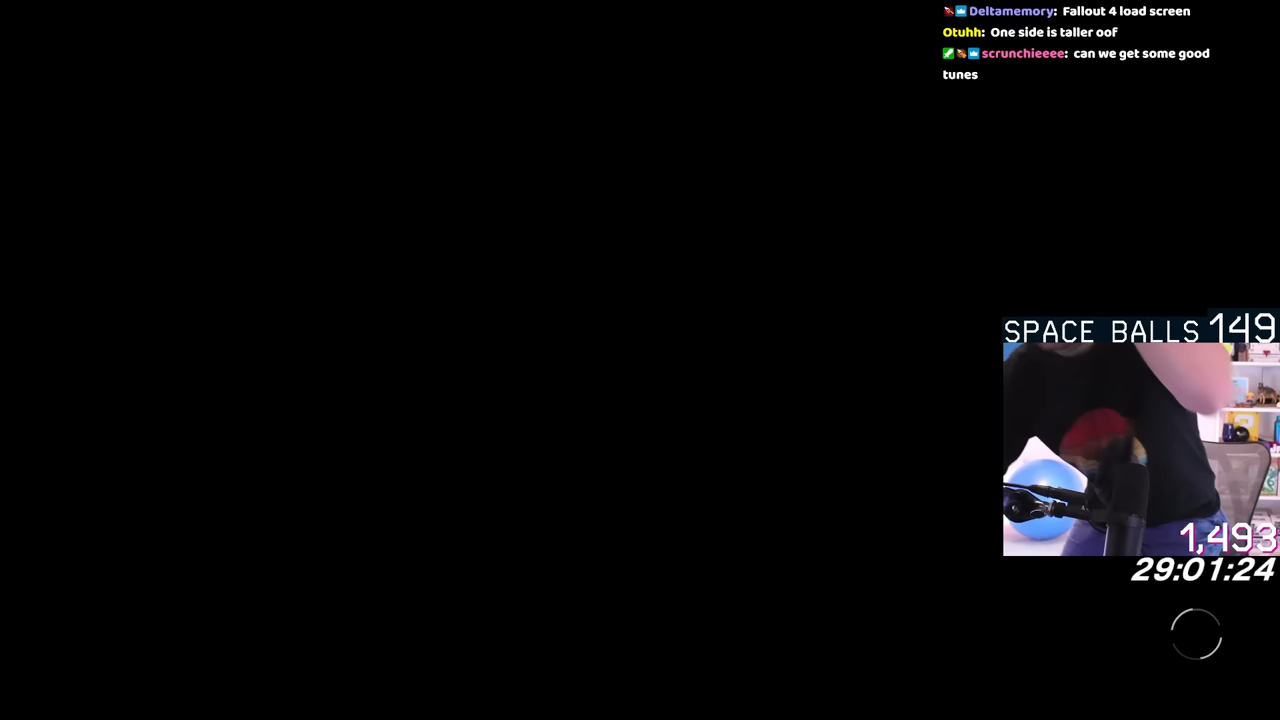 Deltamemory: Fallout 4 load screen
Otuhh: One side is taller oof
scrunchieeee: can we get some good
tunes
SPACE BALLS 149
1,493
29:01:24